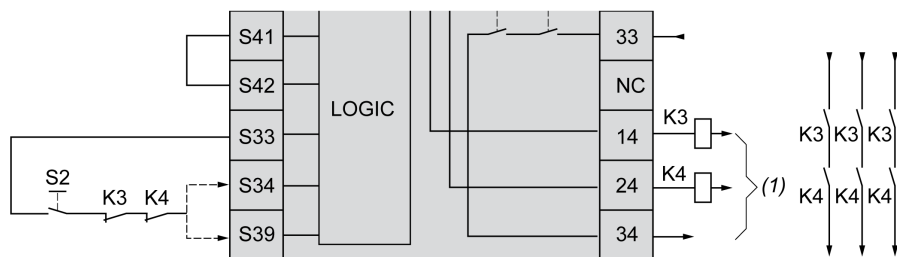 S41
S42
S33
S34
S39
LOGIC
33
NC
14
24
34
K3
K4
(1)
S2
K3 K4
K3 K3 K3
K4 K4 K4